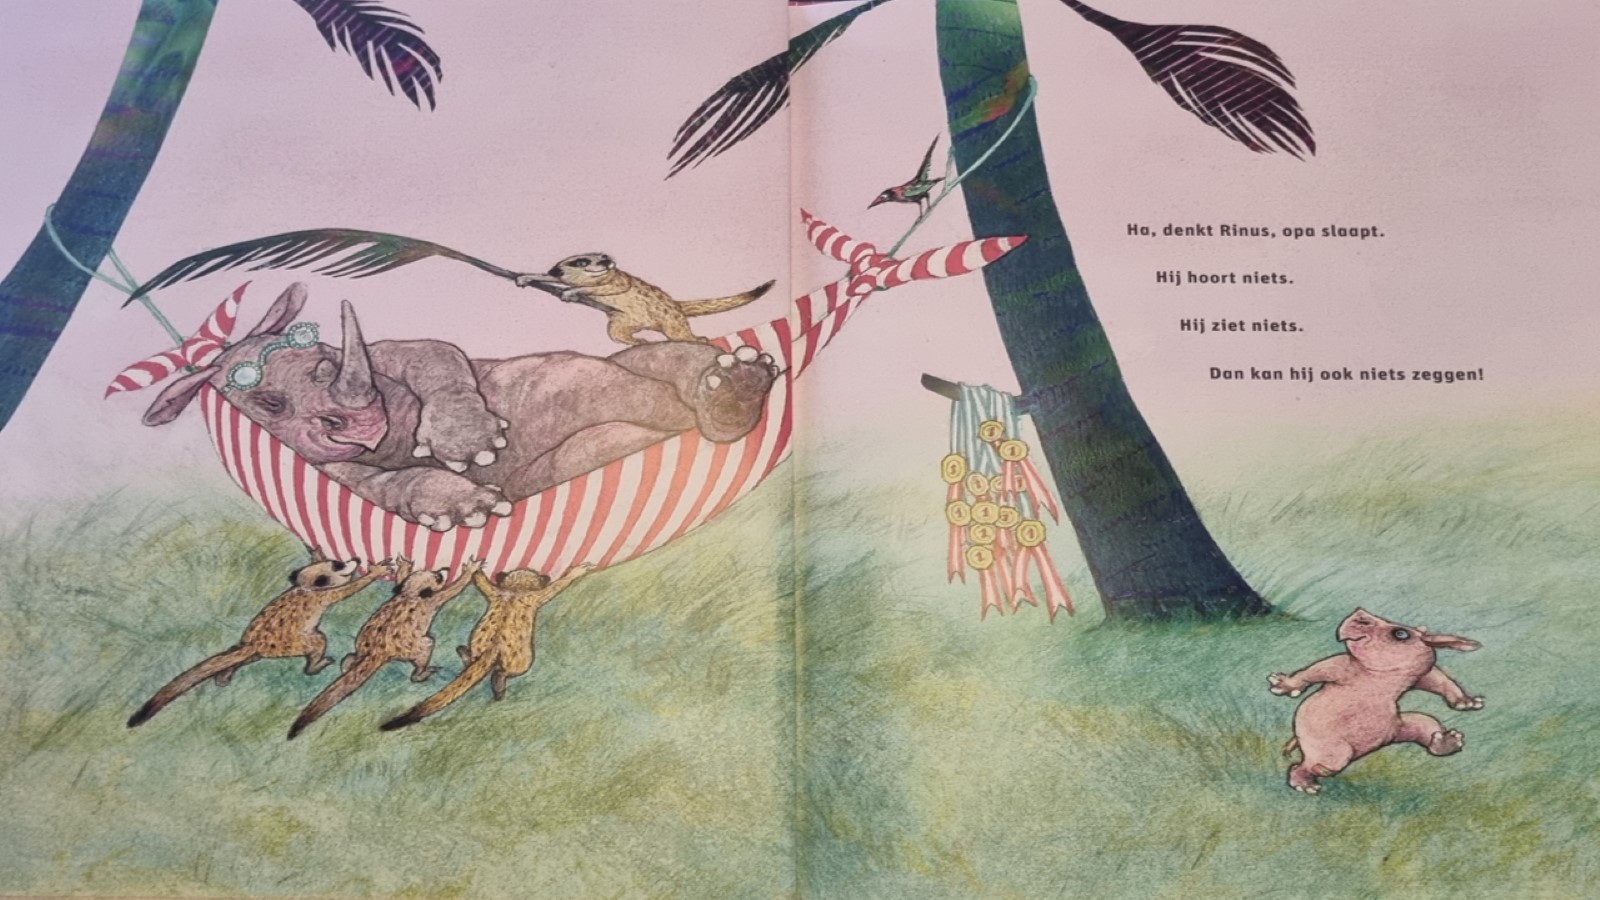 Ha, denkt Rinus, opa slaapt.
Hij hoort niets.
Hij ziet niets.
Dan kan hij ook niets zeggen!